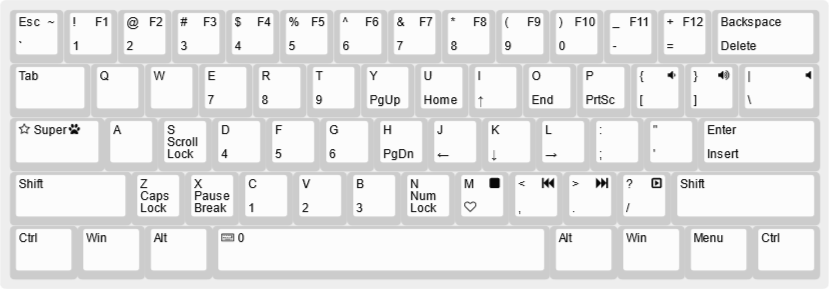 Esc ~ ! F1 @ F2 # F3 $ F4 % F5 ^ F6 & F7 * F8 ( F9 ) F10 _ F11 + F12 Backspace
` 1 2 3 4 5 6 7 8 9 0 - = Delete
Tab Q W E R T Y U I O P { } |
7 8 9 PgUp Home ↑ End PrtSc [ ] \
Super A S D F G H J K L : " Enter
Scroll
Lock 4 5 6 PgDn ← ↓ → ; ' Insert
Shift Z X C V B N M < > ? Shift
Caps Pause Num
Lock Break 1 2 3 Lock ♡ , . /
Ctrl Win Alt 0 Alt Win Menu Ctrl